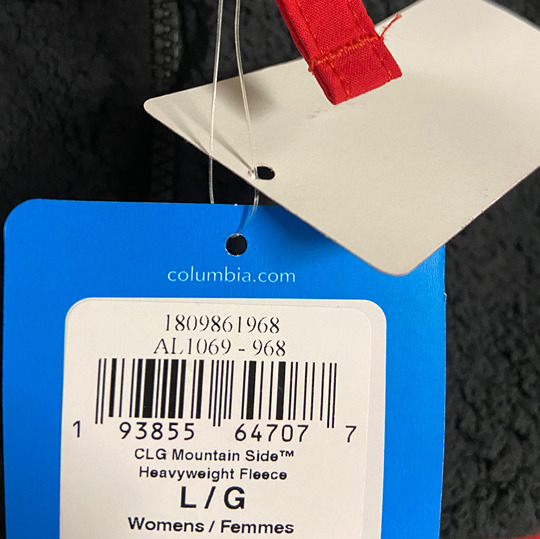 columbia.com
1809861968
AL1069 - 968
1 93855 64707 7
CLG Mountain Side™
Heavyweight Fleece
L / G
Womens / Femmes